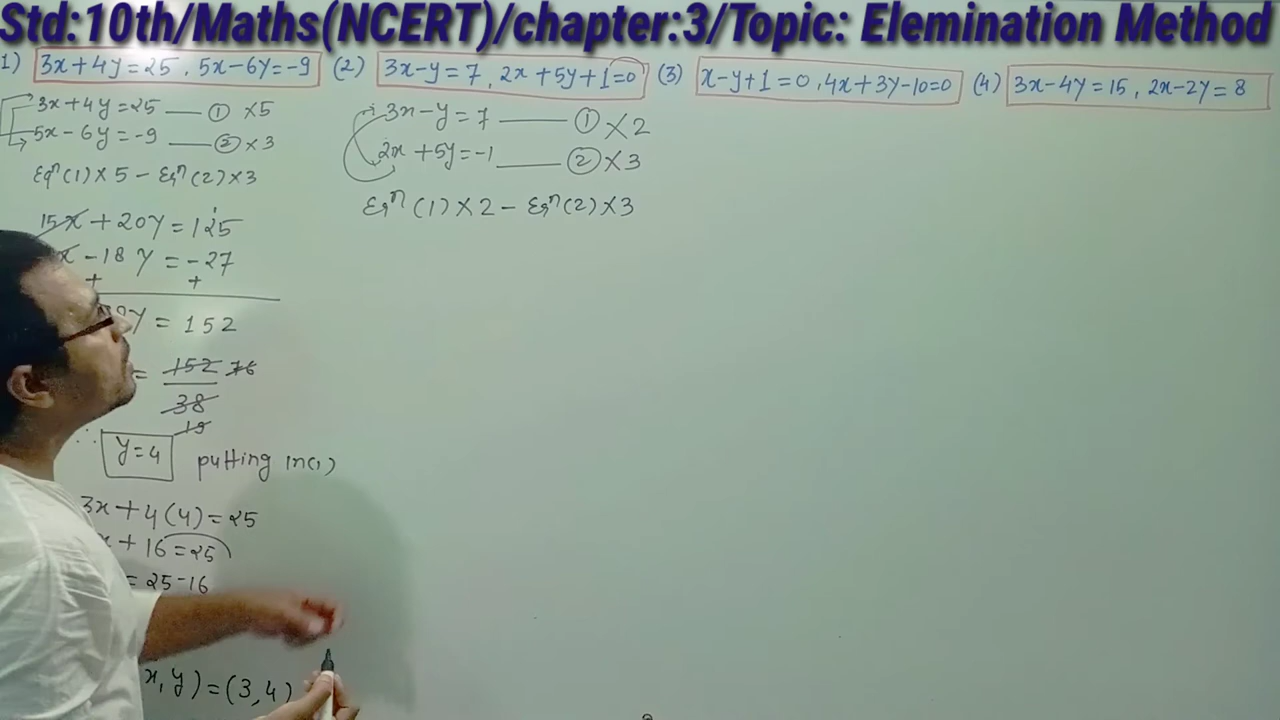 Std:10th/Maths(NCERT)/chapter:3/Topic: Elemination Method
1) 3x+4y=25 , 5x-6y=-9
(2) 3x-y=7 , 2x+5y+1=0
(3) x-y+1=0 , 4x+3y-10=0
(4) 3x-4y=15 , 2x-2y=8
3x+4y=25 — ① ×5
5x-6y=-9 — ② ×3
Eqⁿ(1)×5 - Eqⁿ(2)×3
15x+20y=125
x -18y=-27
+ +
y = 152
= 152 76
38
19
∴ y=4 putting in(1)
3x+4(4)=25
x+16=25
= 25-16
x,y)=(3,4)
3x-y=7 — ① ×2
2x+5y=-1 — ② ×3
Eqⁿ(1)×2 - Eqⁿ(2)×3